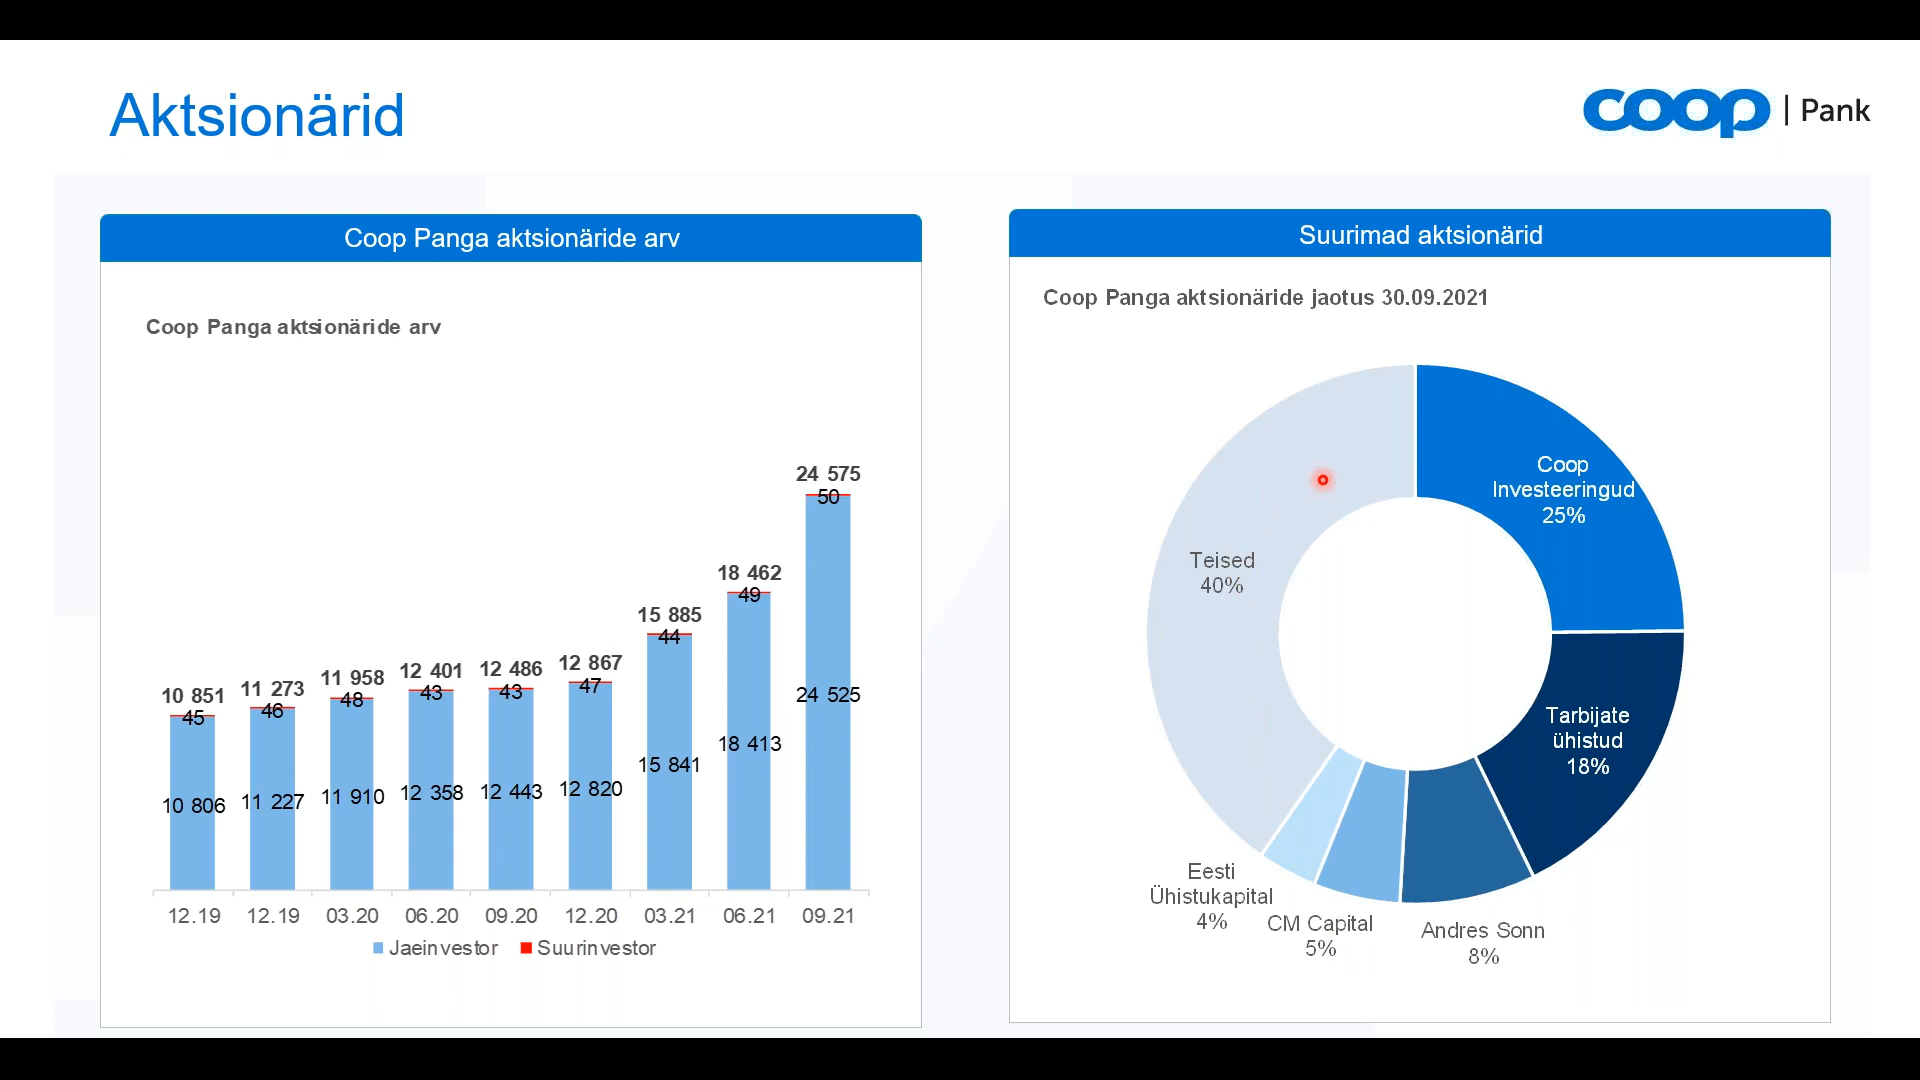 Aktsionärid
coop | Pank
Coop Panga aktsionäride arv
Coop Panga aktsionäride arv
10 851 11 273 11 958 12 401 12 486 12 867 15 885 18 462 24 575
45 46 48 43 43 47 44 49 50
10 806 11 227 11 910 12 358 12 443 12 820 15 841 18 413 24 525
12.19 12.19 03.20 06.20 09.20 12.20 03.21 06.21 09.21
Jaeinvestor Suurinvestor
Suurimad aktsionärid
Coop Panga aktsionäride jaotus 30.09.2021
Coop
Investeeringud
25%
Teised
40%
Tarbijate
ühistud
18%
Eesti
Ühistukapital
4%
CM Capital
5%
Andres Sonn
8%